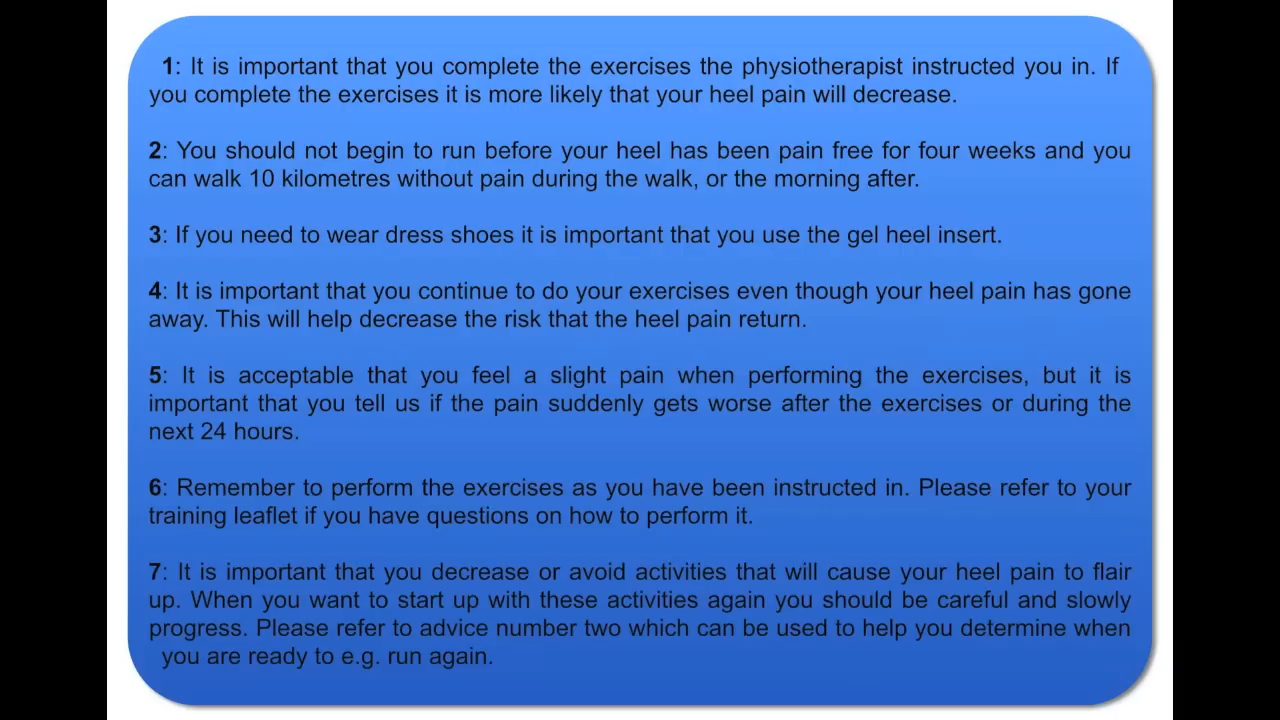 1: It is important that you complete the exercises the physiotherapist instructed you in. If
you complete the exercises it is more likely that your heel pain will decrease.
2: You should not begin to run before your heel has been pain free for four weeks and you
can walk 10 kilometres without pain during the walk, or the morning after.
3: If you need to wear dress shoes it is important that you use the gel heel insert.
4: It is important that you continue to do your exercises even though your heel pain has gone
away. This will help decrease the risk that the heel pain return.
5: It is acceptable that you feel a slight pain when performing the exercises, but it is
important that you tell us if the pain suddenly gets worse after the exercises or during the
next 24 hours.
6: Remember to perform the exercises as you have been instructed in. Please refer to your
training leaflet if you have questions on how to perform it.
7: It is important that you decrease or avoid activities that will cause your heel pain to flair
up. When you want to start up with these activities again you should be careful and slowly
progress. Please refer to advice number two which can be used to help you determine when
you are ready to e.g. run again.